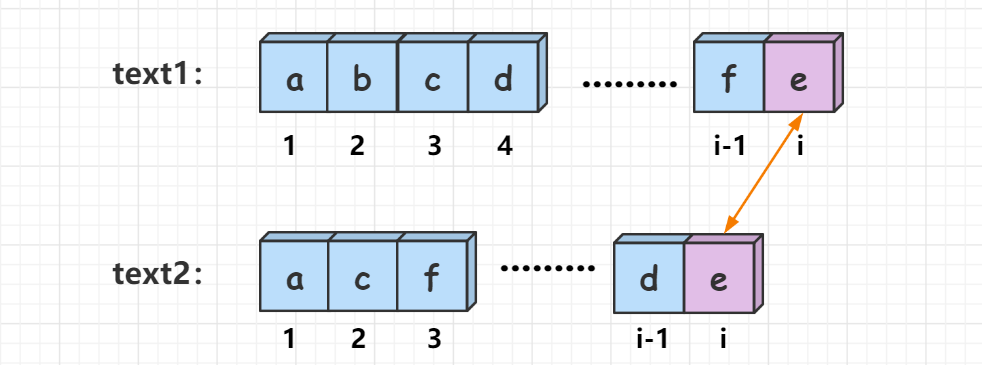 text1: a b c d ········· f e
1 2 3 4 i-1 i
text2: a c f ········· d e
1 2 3 i-1 i